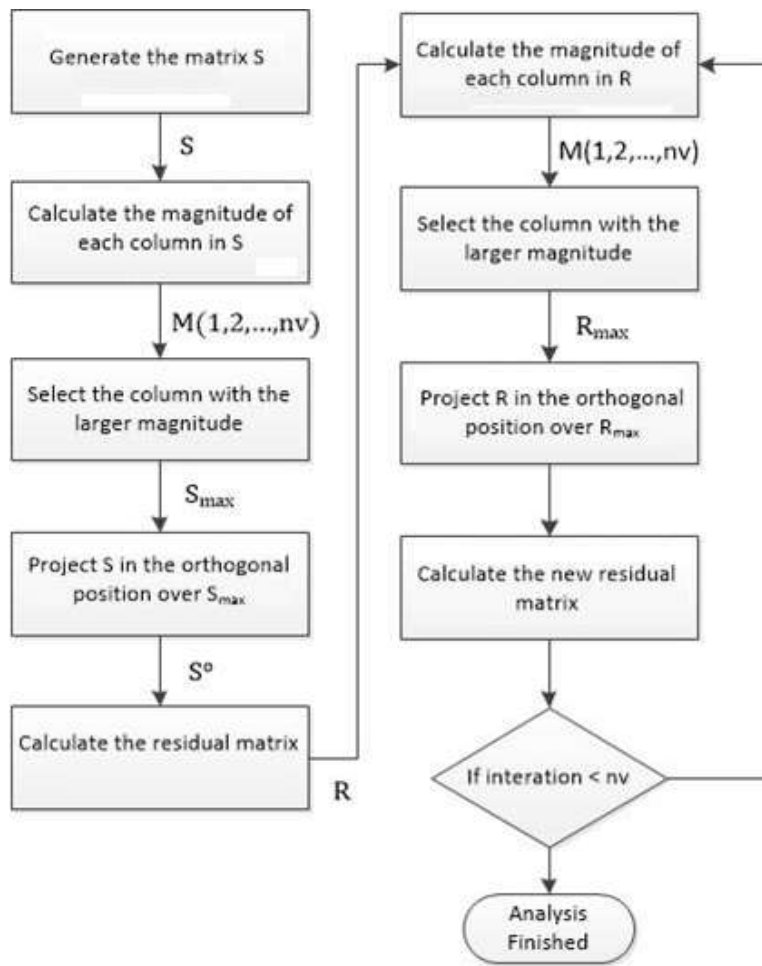 Generate the matrix S
S
Calculate the magnitude of
each column in S
M(1,2,...,nv)
Select the column with the
larger magnitude
Smax
Project S in the orthogonal
position over Smax
S°
Calculate the residual matrix
R
Calculate the magnitude of
each column in R
M(1,2,...,nv)
Select the column with the
larger magnitude
Rmax
Project R in the orthogonal
position over Rmax
Calculate the new residual
matrix
If interation < nv
Analysis
Finished